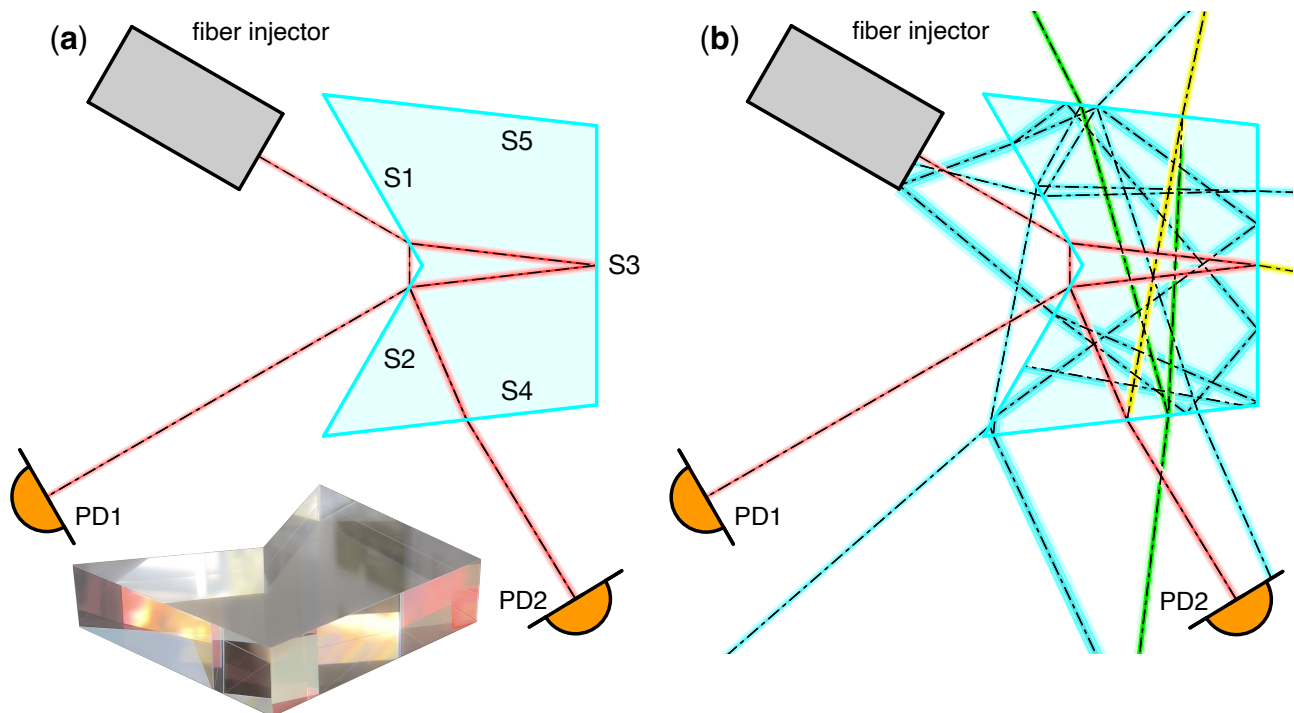 (a)
fiber injector
S5
S1
S3
S2
S4
PD1
PD2
(b)
fiber injector
PD1
PD2